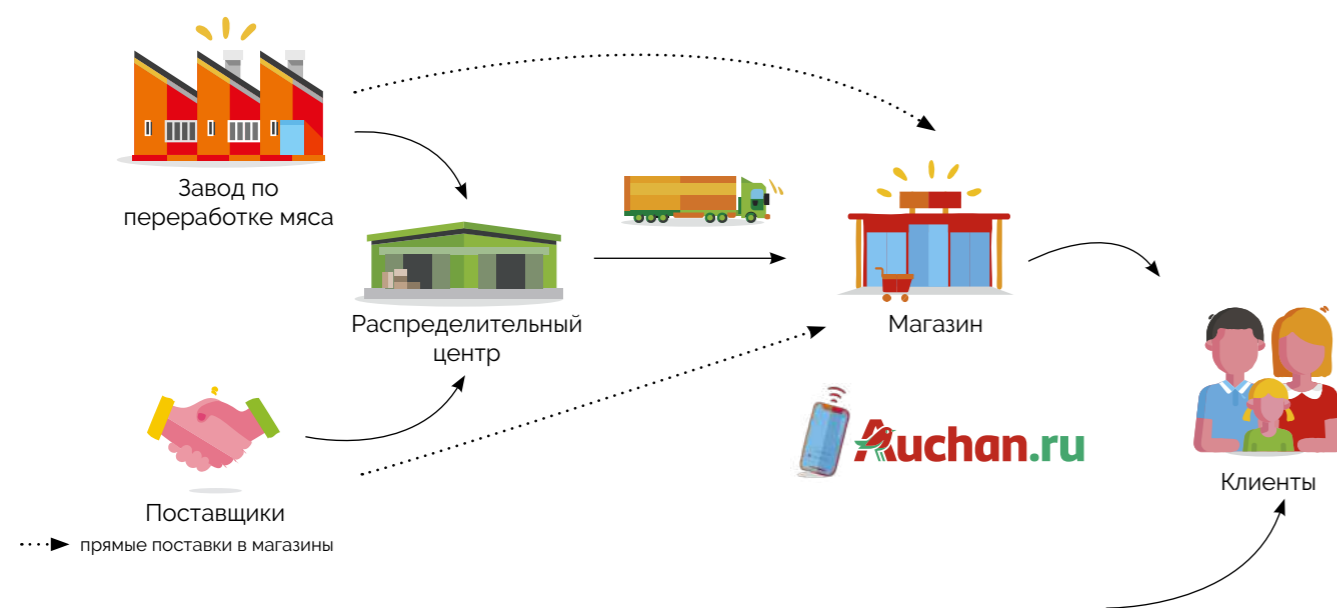 Завод по
переработке мяса
Распределительный
центр
Магазин
Auchan.ru
Клиенты
Поставщики
прямые поставки в магазины